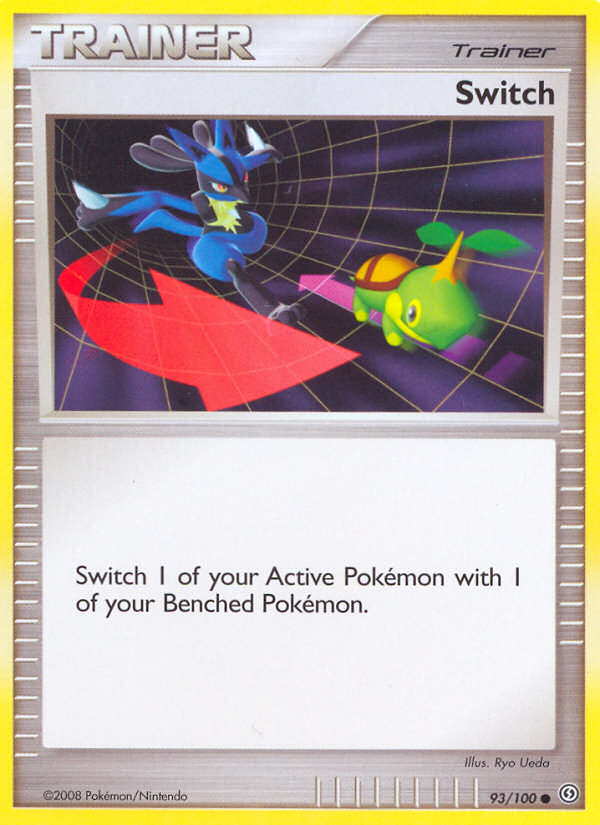 TRAINER
Trainer
Switch
Switch 1 of your Active Pokémon with 1
of your Benched Pokémon.
Illus. Ryo Ueda
©2008 Pokémon/Nintendo
93/100 ●